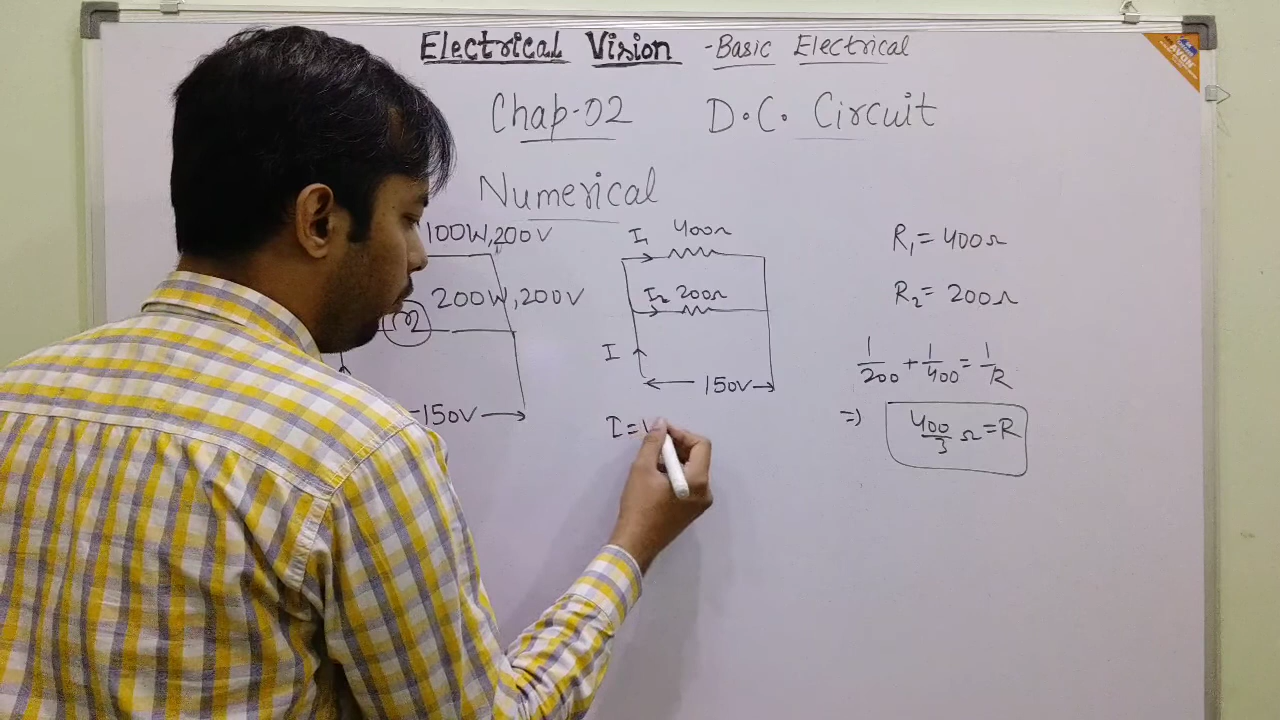 Electrical Vision - Basic Electrical
Chap-02 D.C. Circuit
Numerical
100W,200V
200W,200V
-150V
I₁ 400Ω
I₂ 200Ω
I
150V
I=V
R₁=400Ω
R₂=200Ω
1/200+1/400=1/R
=> 400/3 Ω=R
AVON